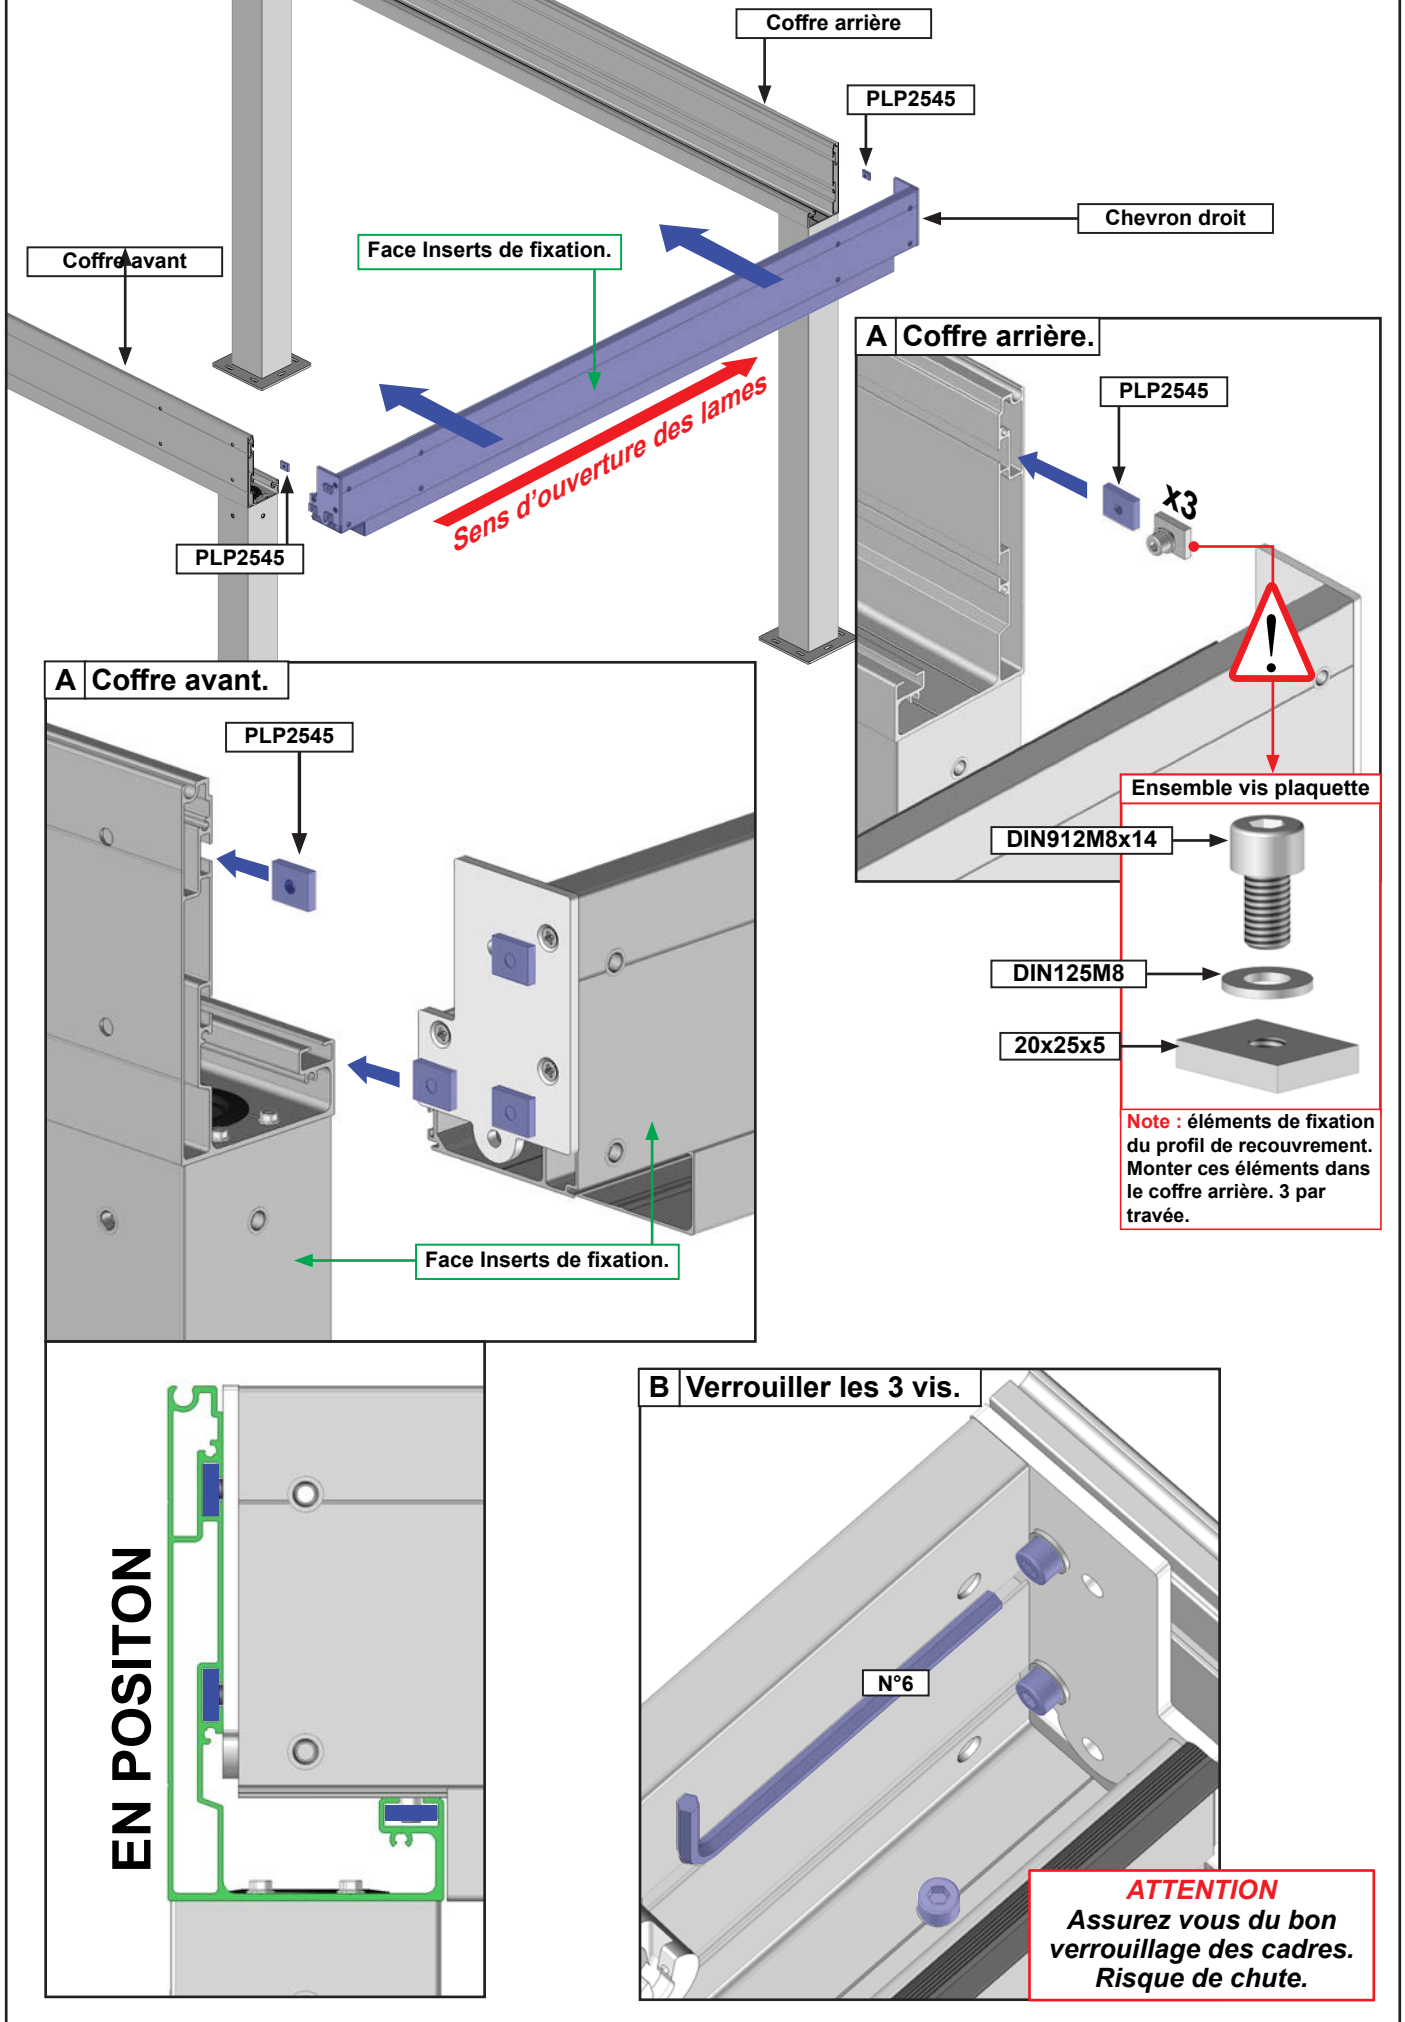 Coffre arrière
PLP2545
Chevron droit
Face Inserts de fixation.
Coffre avant
Sens d'ouverture des lames
PLP2545
A Coffre arrière.
PLP2545
x3
Ensemble vis plaquette
DIN912M8x14
DIN125M8
20x25x5
Note : éléments de fixation
du profil de recouvrement.
Monter ces éléments dans
le coffre arrière. 3 par
travée.
A Coffre avant.
PLP2545
Face Inserts de fixation.
EN POSITON
B Verrouiller les 3 vis.
N°6
ATTENTION
Assurez vous du bon
verrouillage des cadres.
Risque de chute.